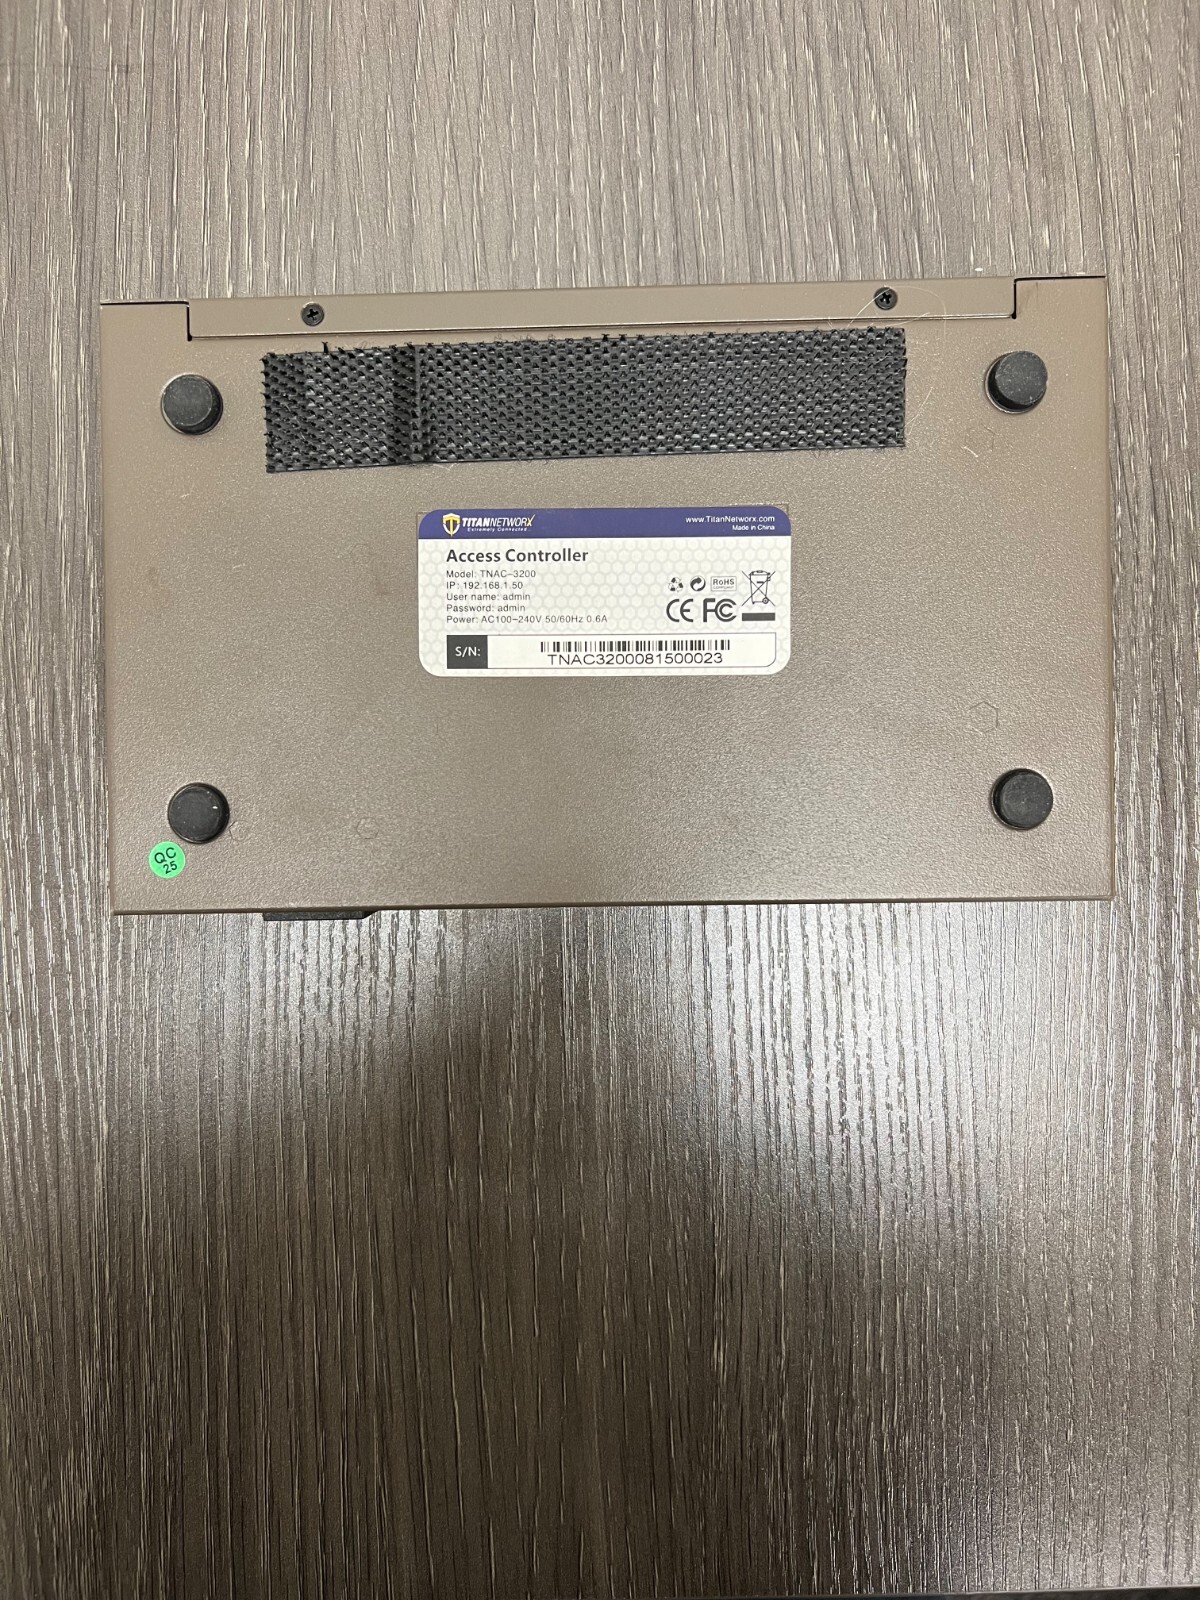 TITANNETWORX
Extremely Connected
www.TitanNetworx.com
Made in China
Access Controller
Model: TNAC-3200
IP: 192.168.1.50
User name: admin
Password: admin
Power: AC100-240V 50/60Hz 0.6A
RoHS
CE FC
S/N:
TNAC3200081500023
QC
25